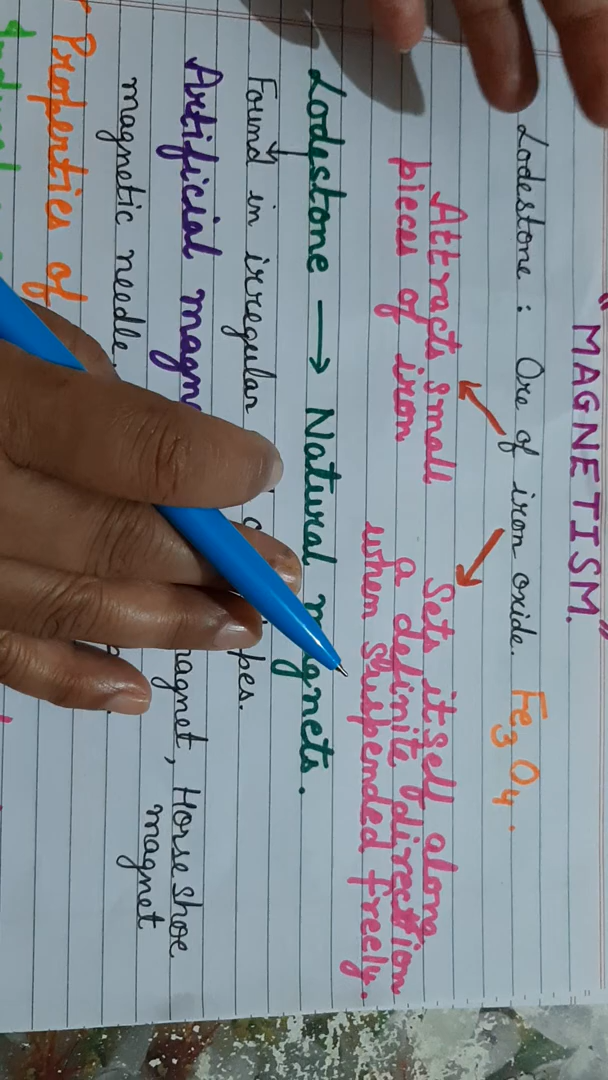 "MAGNETISM."
Lodestone : Ore of iron oxide. Fe3O4.
Attracts small
pieces of iron
Sets itself along
a definite direction
when suspended freely.
Lodestone → Natural magnets.
Found in irregular
Artificial magn
agnet, Horse shoe
magnetic needle,
magnet
Properties of